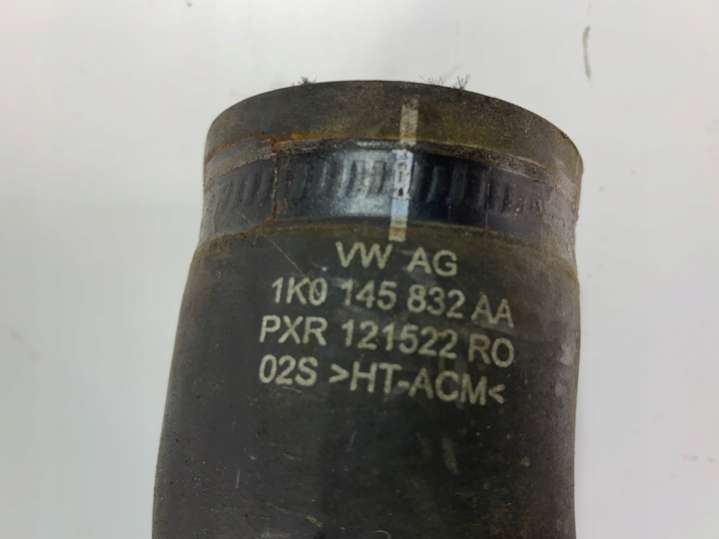 VW AG
1K0 145 832 AA
PXR 121522 RO
02S >HT-ACM<